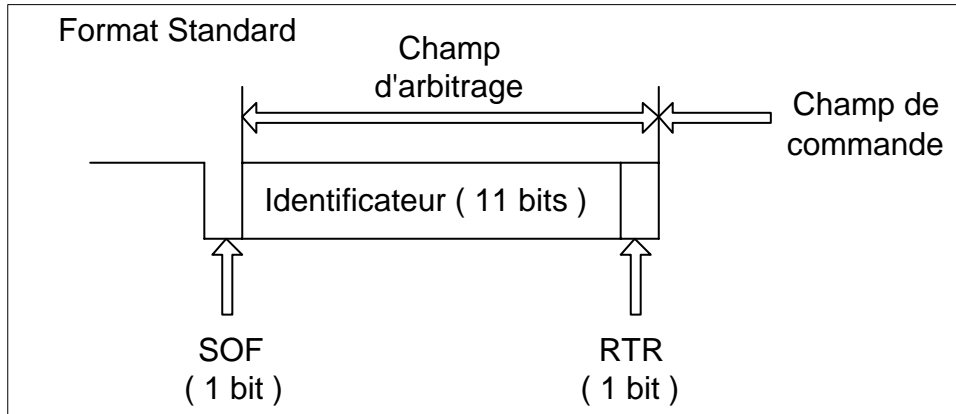 Format Standard
Champ
d'arbitrage
Champ de
commande
Identificateur ( 11 bits )
SOF
( 1 bit )
RTR
( 1 bit )